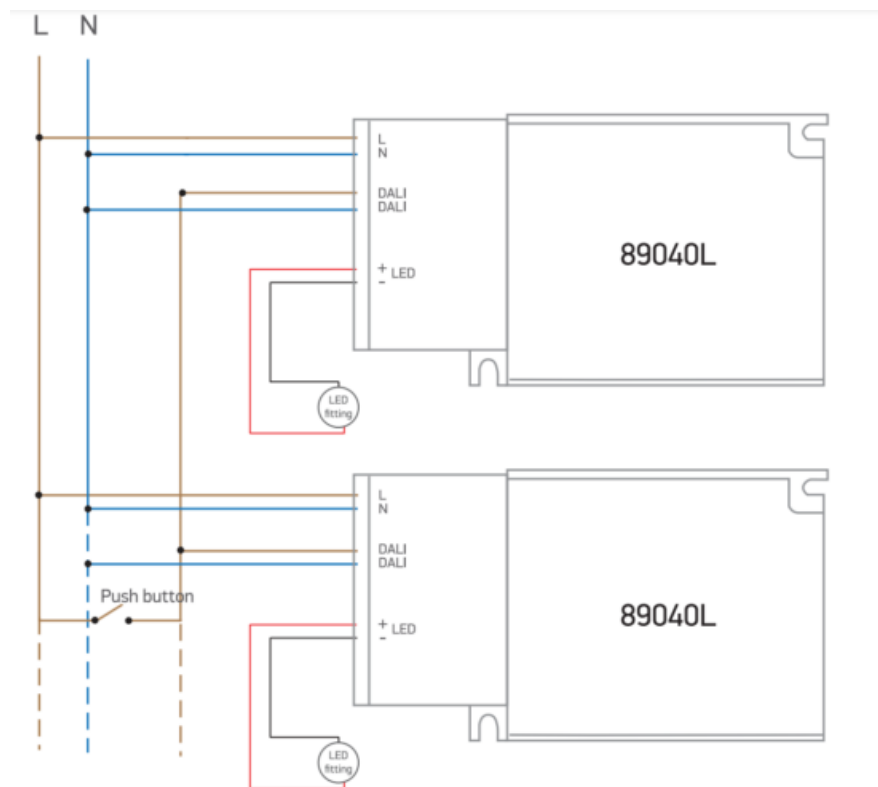 L N
L
N
DALI
DALI
+ LED
-
89040L
LED
fitting
L
N
DALI
DALI
Push button
+ LED
-
89040L
LED
fitting